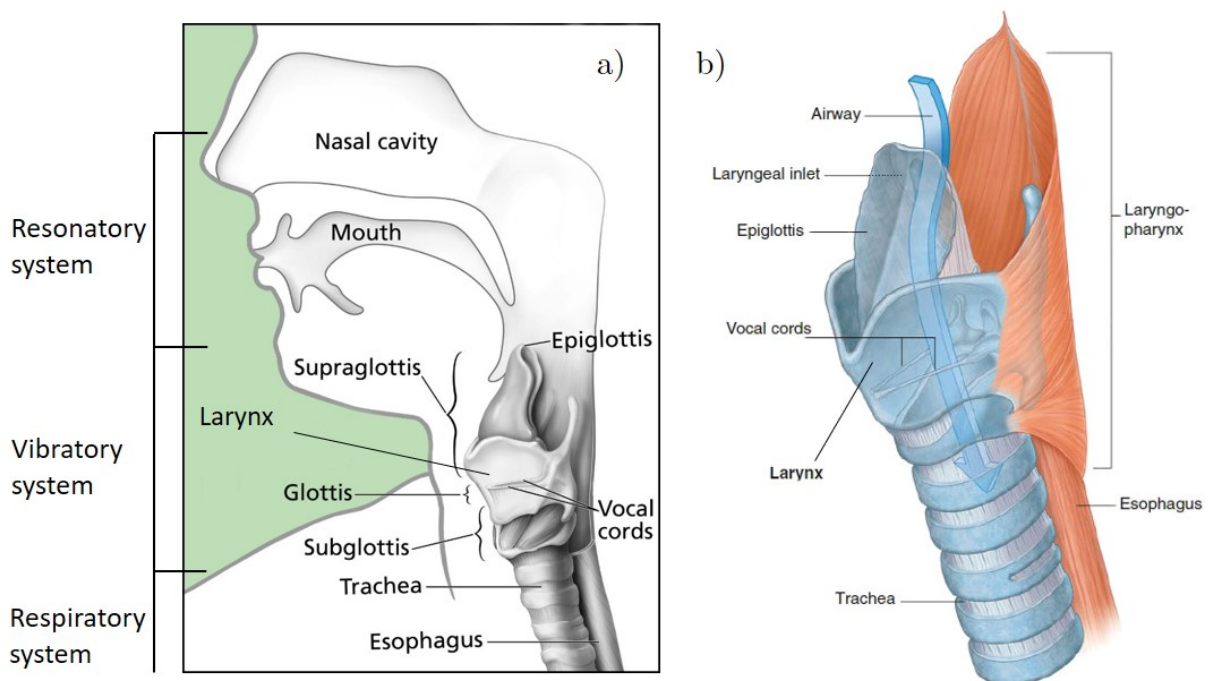 a)
Nasal cavity
Mouth
Resonatory
system
Epiglottis
Supraglottis
Larynx
Vibratory
system
Glottis
Vocal
cords
Subglottis
Trachea
Respiratory
system
Esophagus
b)
Airway
Laryngeal inlet
Epiglottis
Laryngo-
pharynx
Vocal cords
Larynx
Esophagus
Trachea